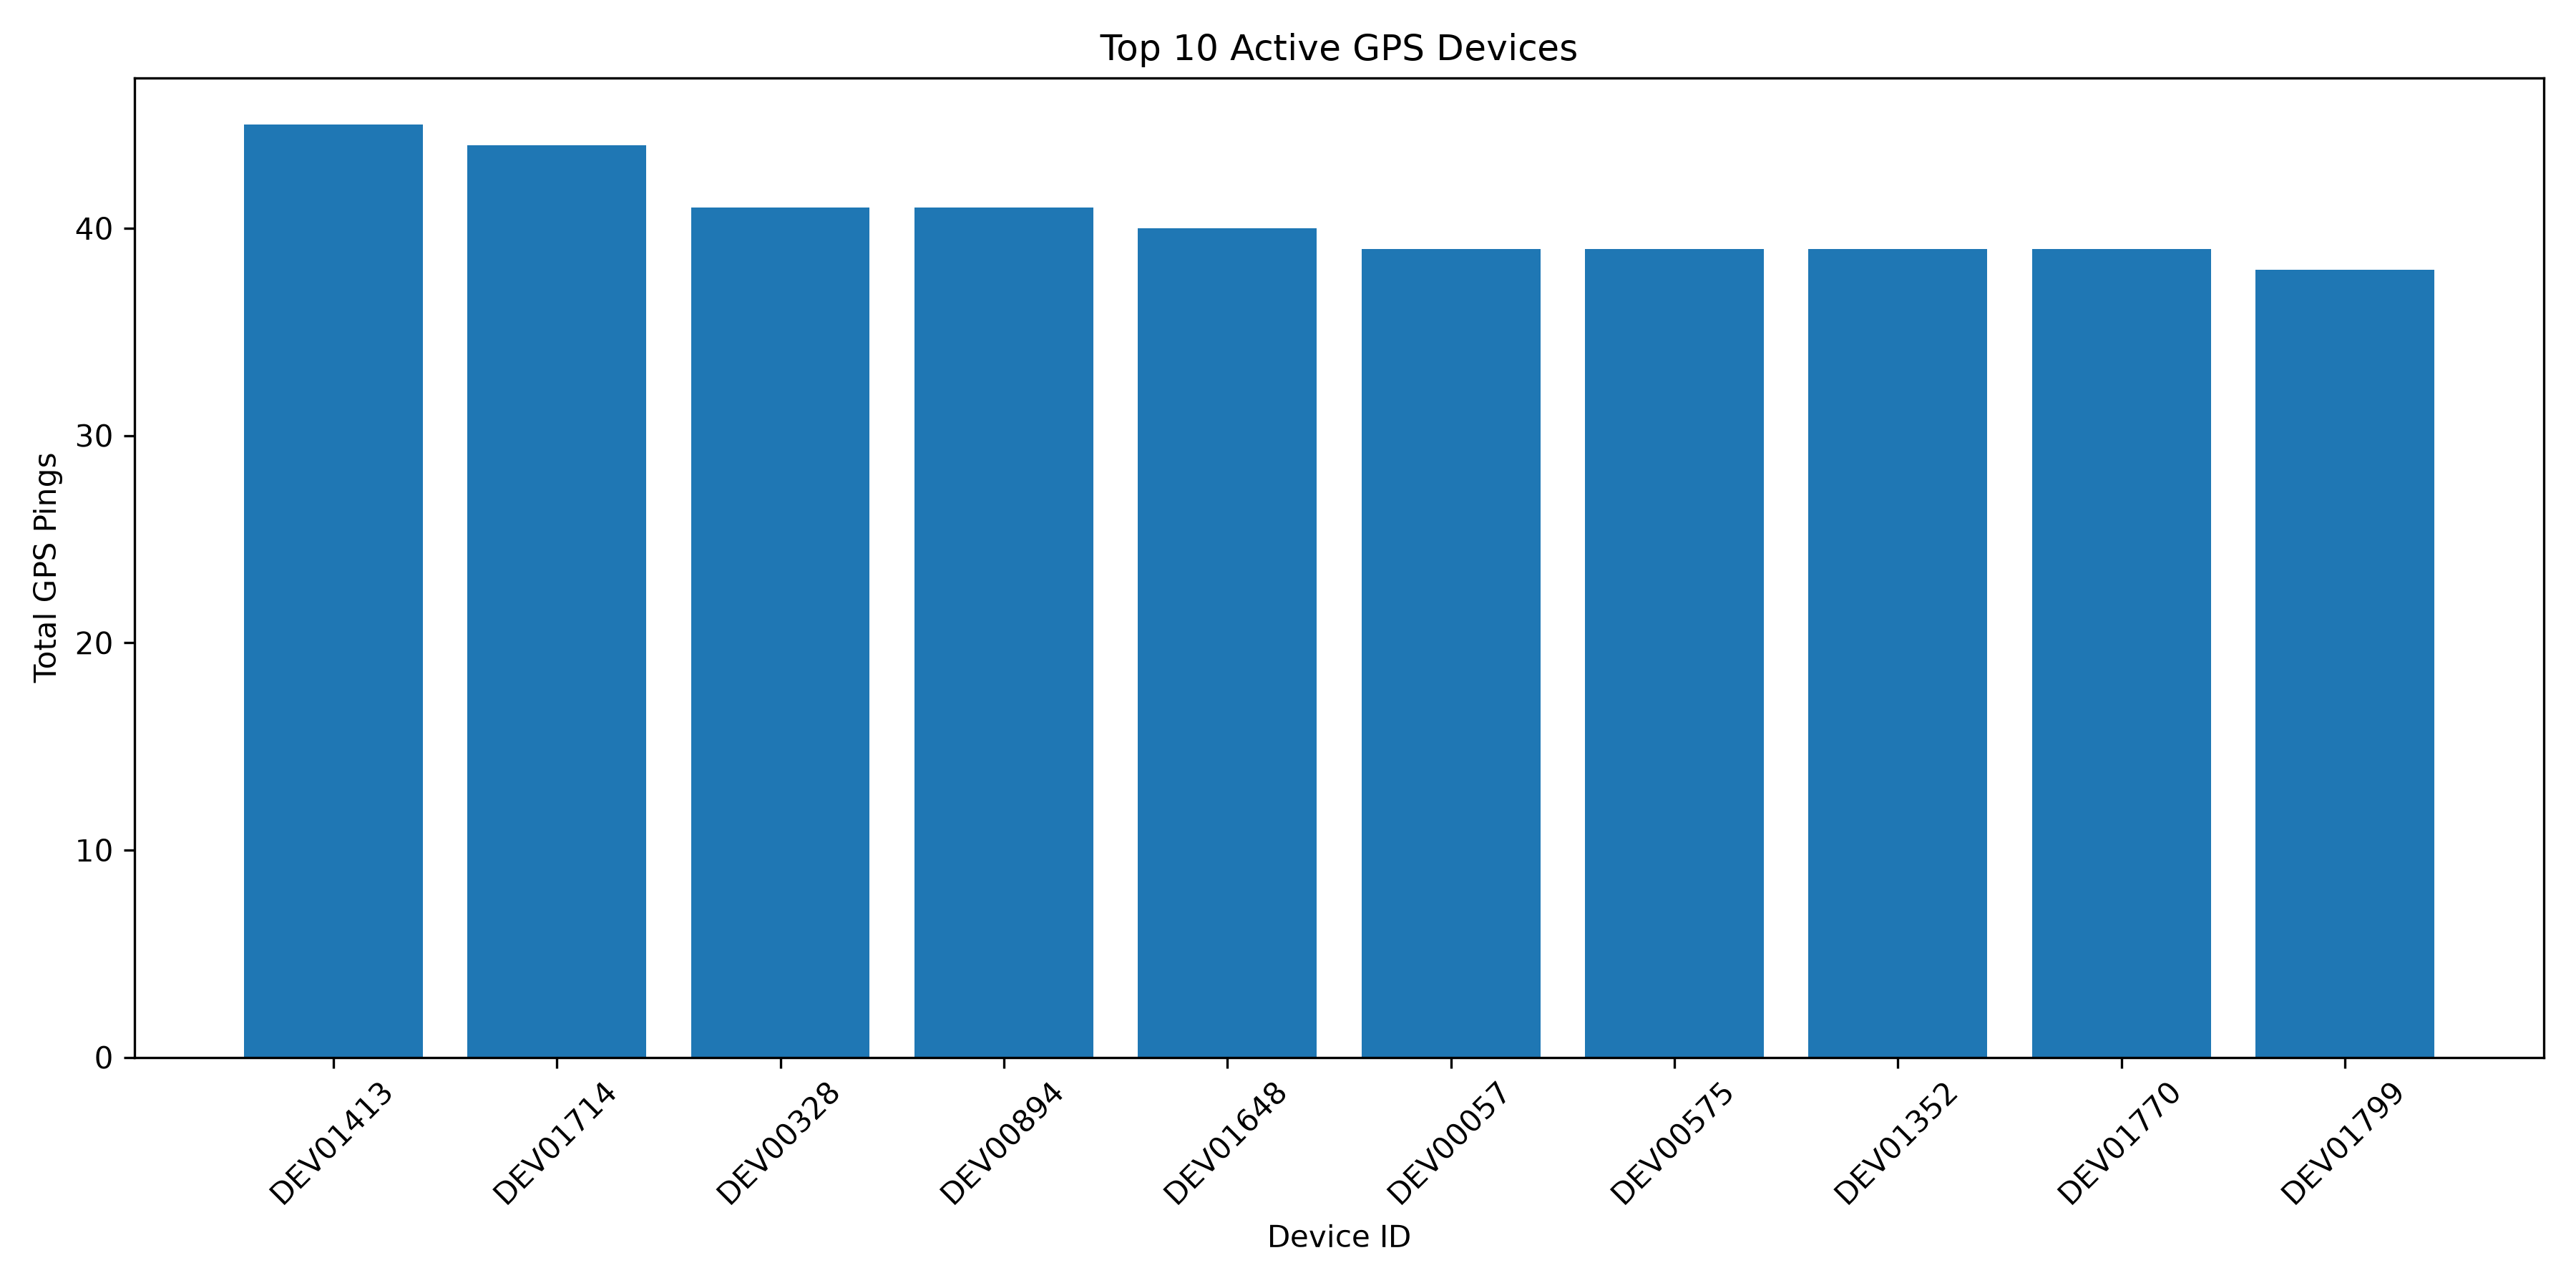 Top 10 Active GPS Devices
Total GPS Pings
40
30
20
10
0
DEV01413
DEV01714
DEV00328
DEV00894
DEV01648
DEV00057
DEV00575
DEV01352
DEV01770
DEV01799
Device ID